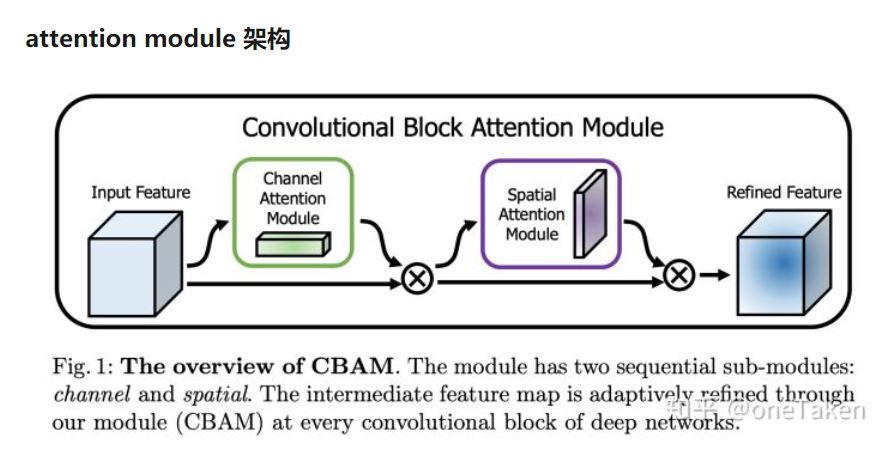 attention module 架构
Convolutional Block Attention Module
Input Feature
Channel
Attention
Module
Spatial
Attention
Module
Refined Feature
Fig. 1: The overview of CBAM. The module has two sequential sub-modules:
channel and spatial. The intermediate feature map is adaptively refined through
our module (CBAM) at every convolutional block of deep networks.
知乎 @oneTaken